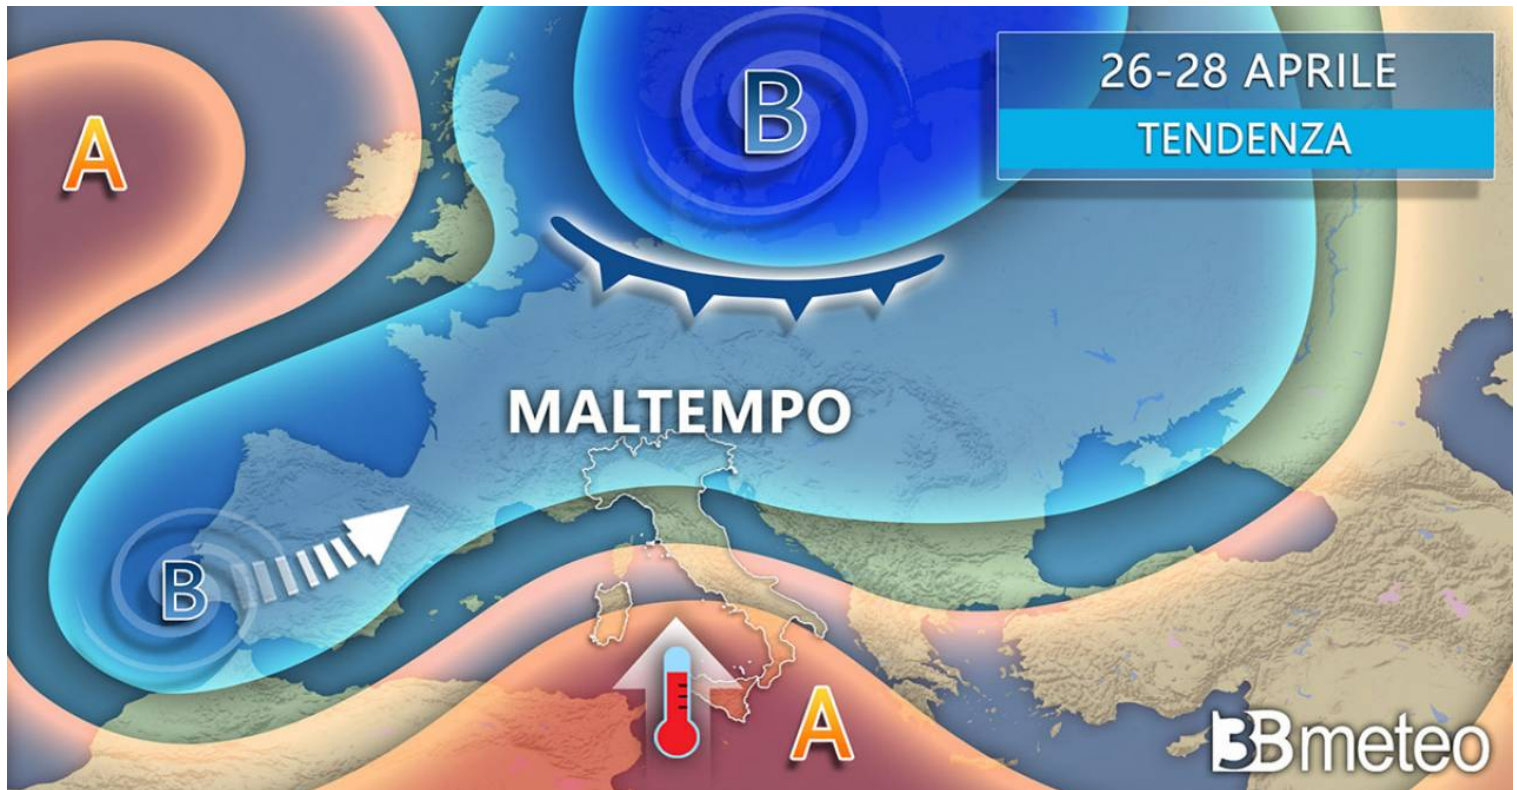 26-28 APRILE
TENDENZA
A
B
MALTEMPO
B
A
3Bmeteo